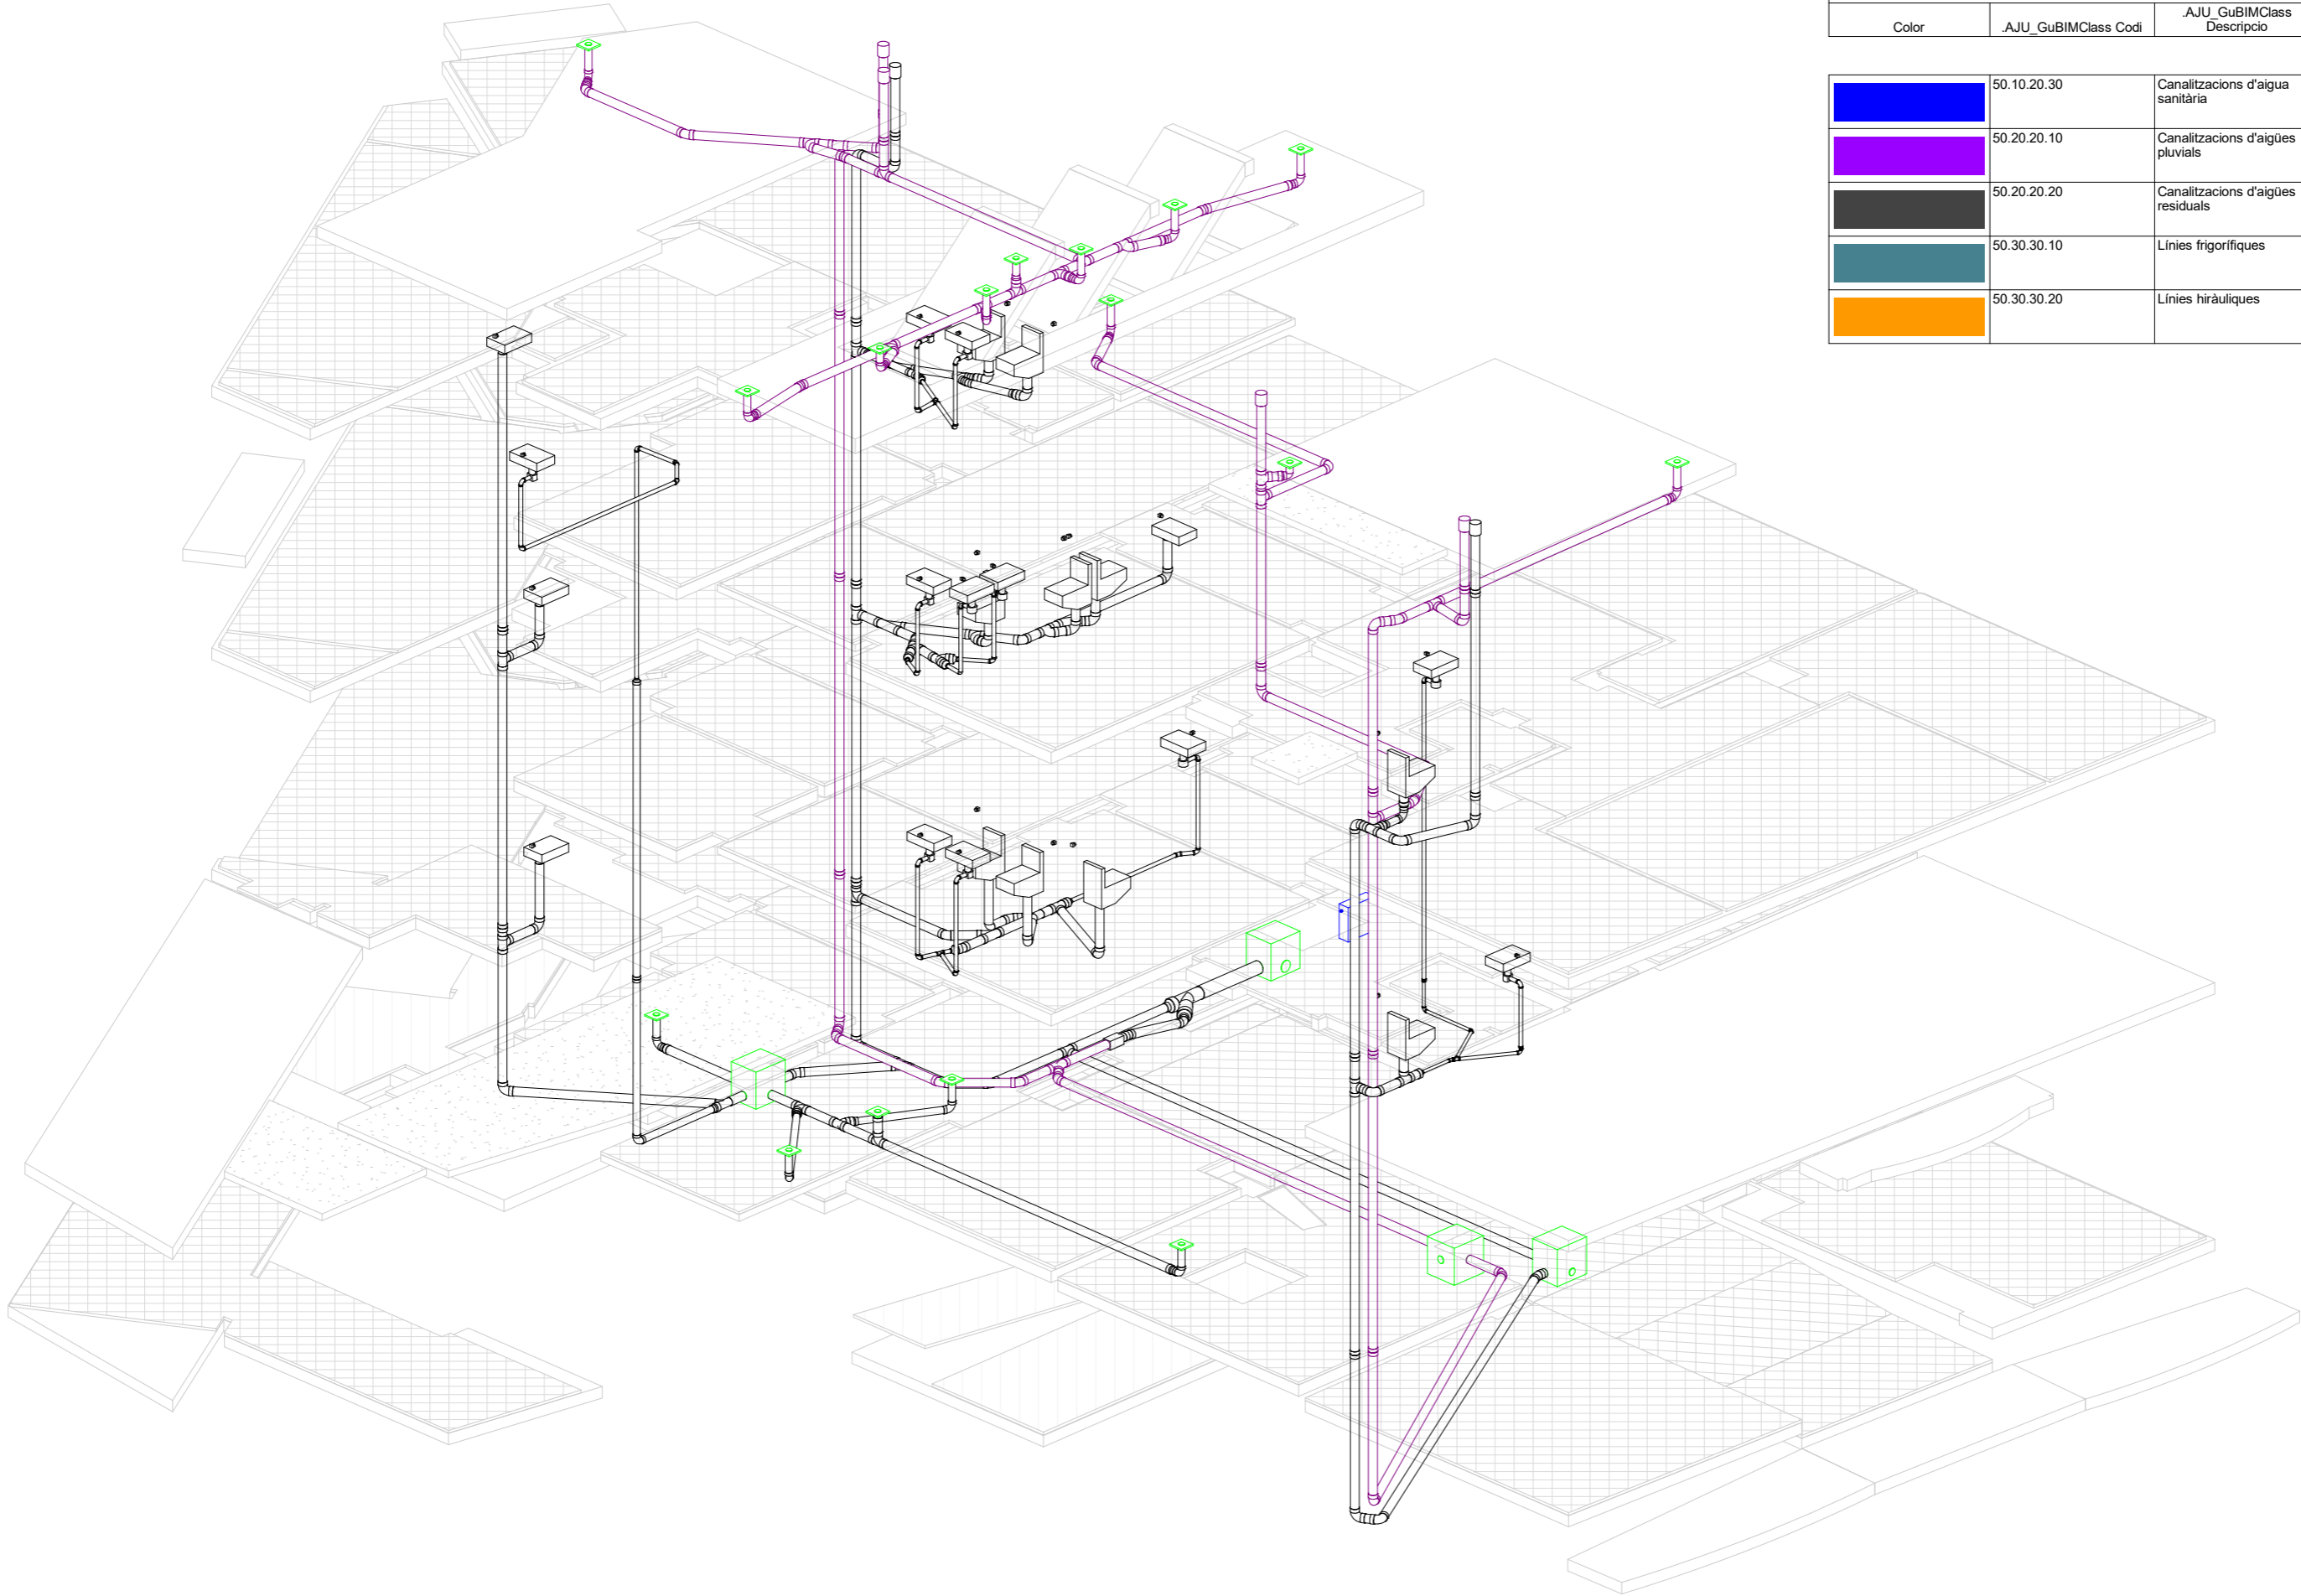 Color .AJU_GuBIMClass Codi .AJU_GuBIMClass
Descripcio
50.10.20.30 Canalitzacions d'aigua
sanitària
50.20.20.10 Canalitzacions d'aigües
pluvials
50.20.20.20 Canalitzacions d'aigües
residuals
50.30.30.10 Línies frigorífiques
50.30.30.20 Línies hiràuliques